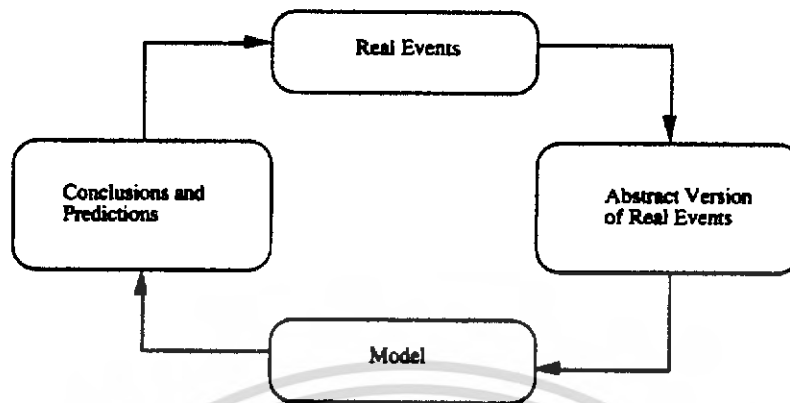 Real Events
Abstract Version
of Real Events
Model
Conclusions and
Predictions